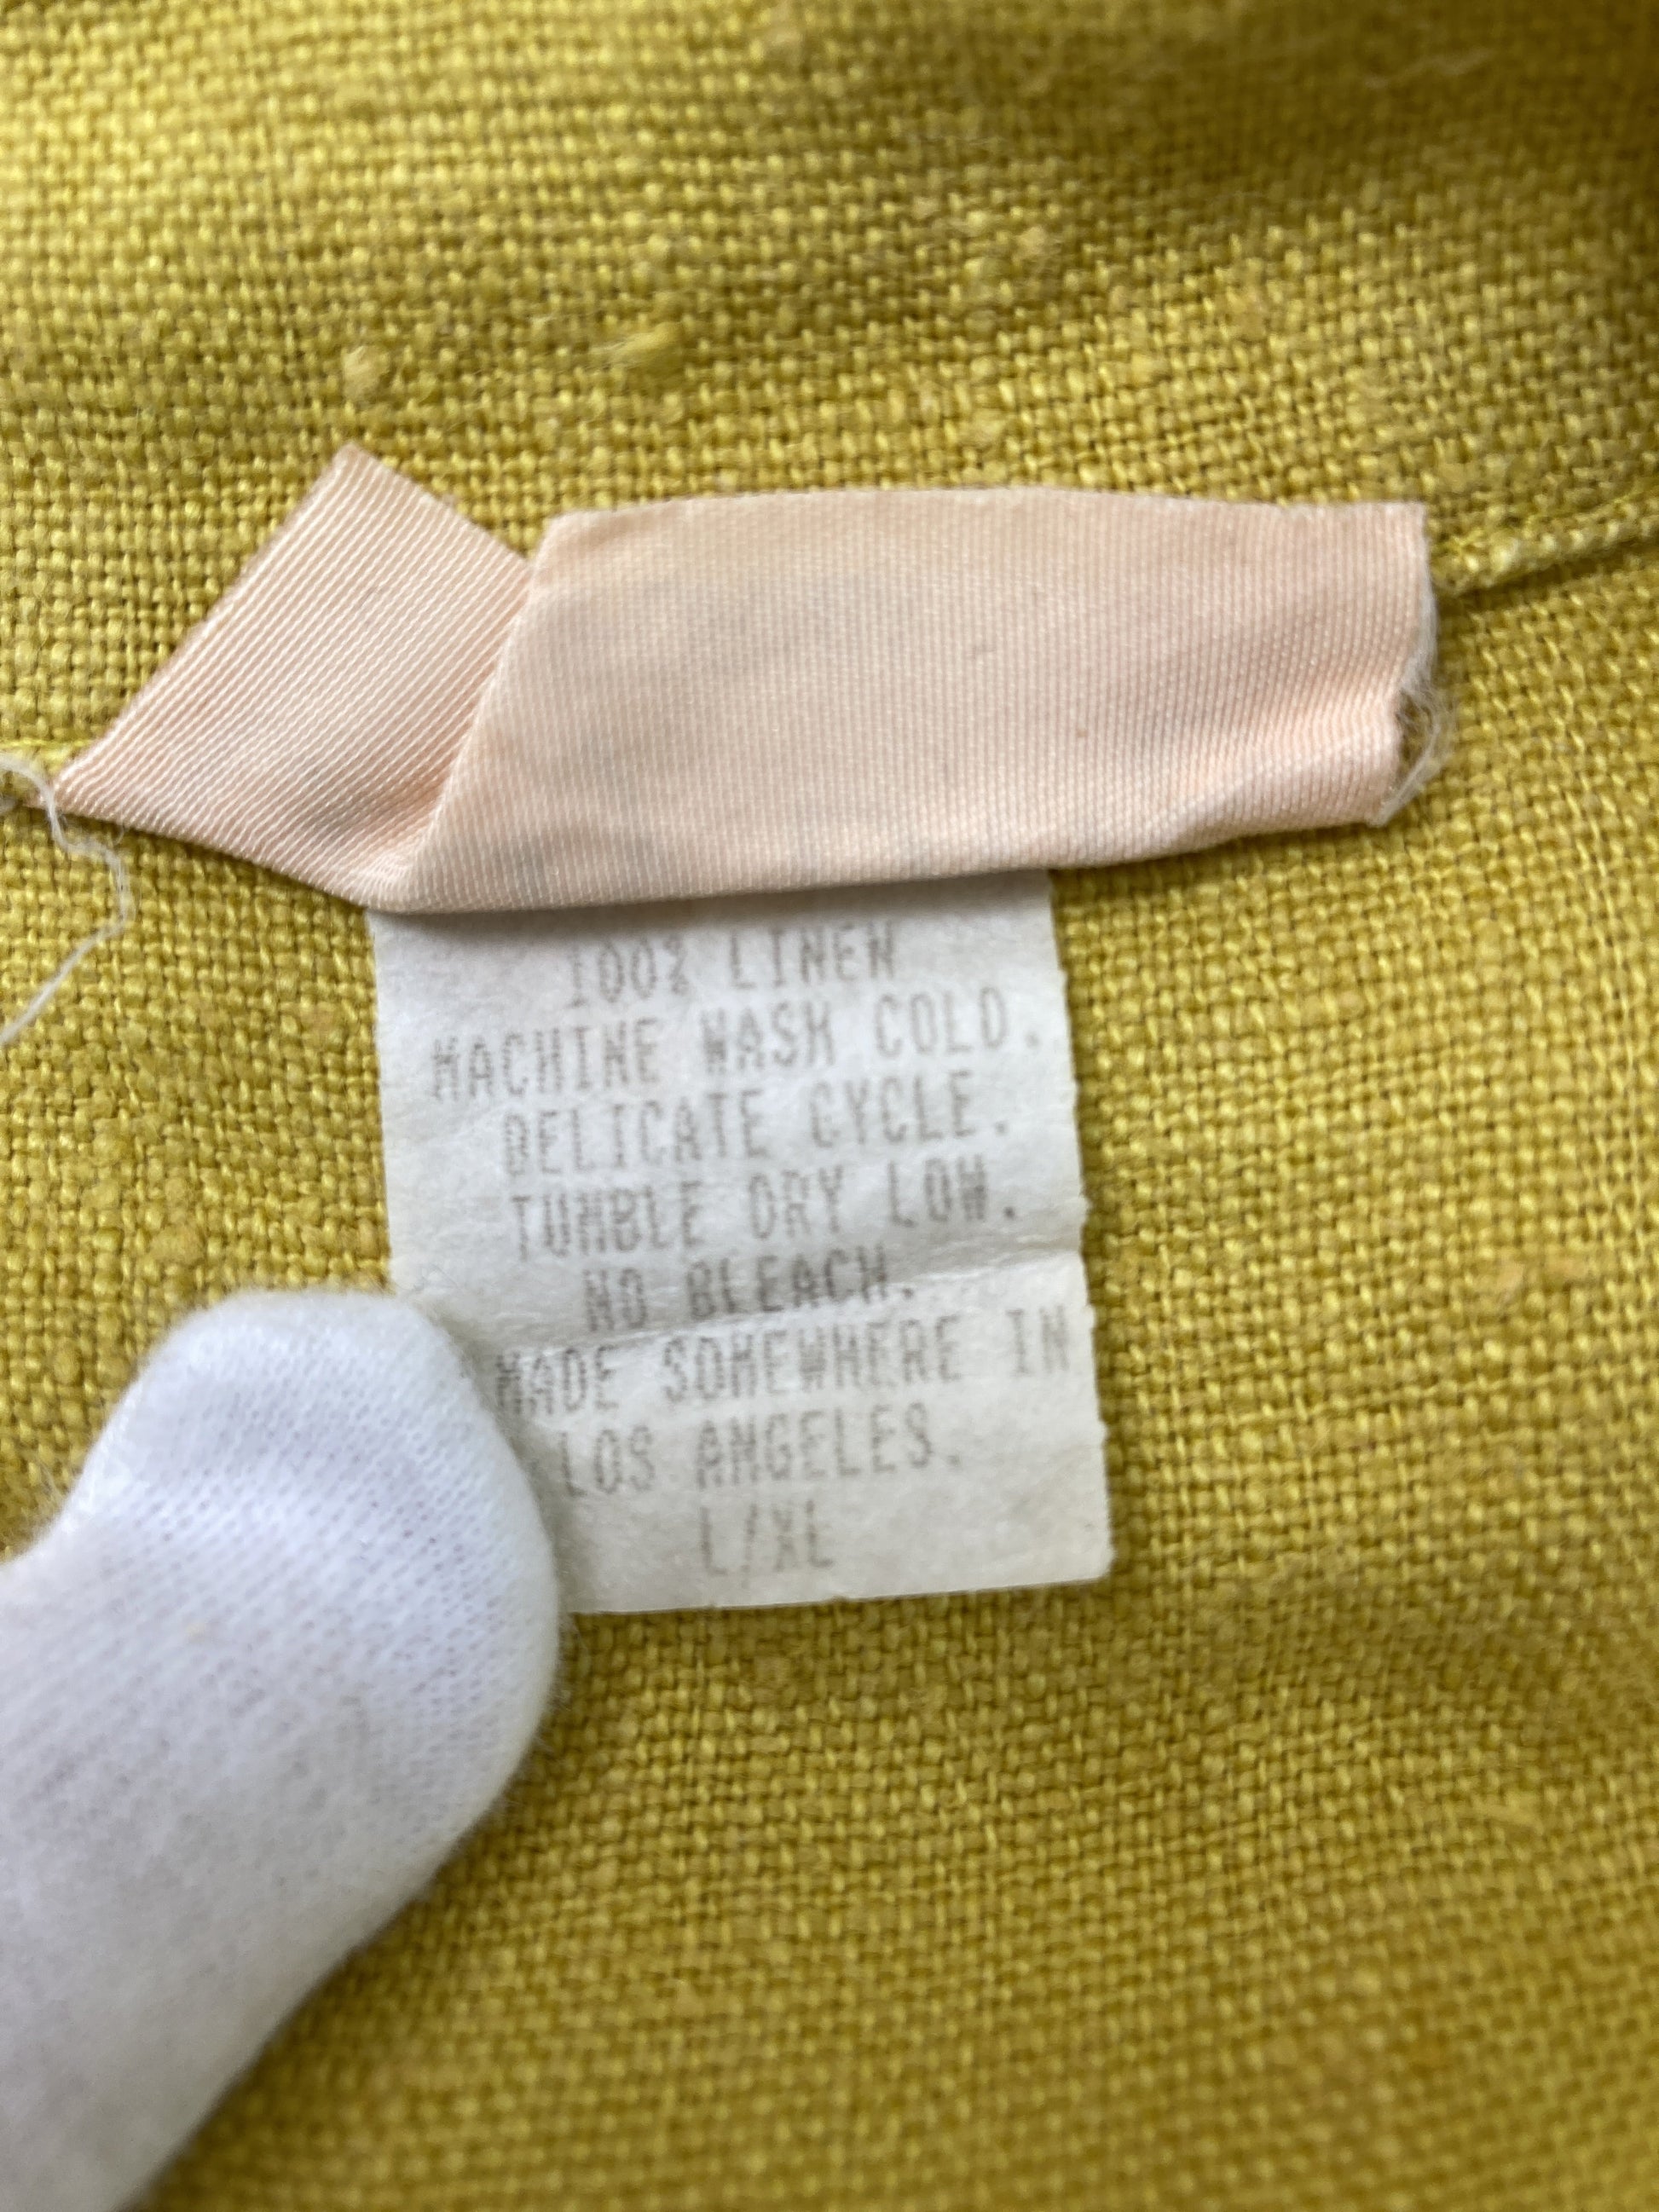 100% LINEN
MACHINE WASH COLD.
DELICATE CYCLE.
TUMBLE DRY LOW.
NO BLEACH.
MADE SOMEWHERE IN
LOS ANGELES.
L/XL